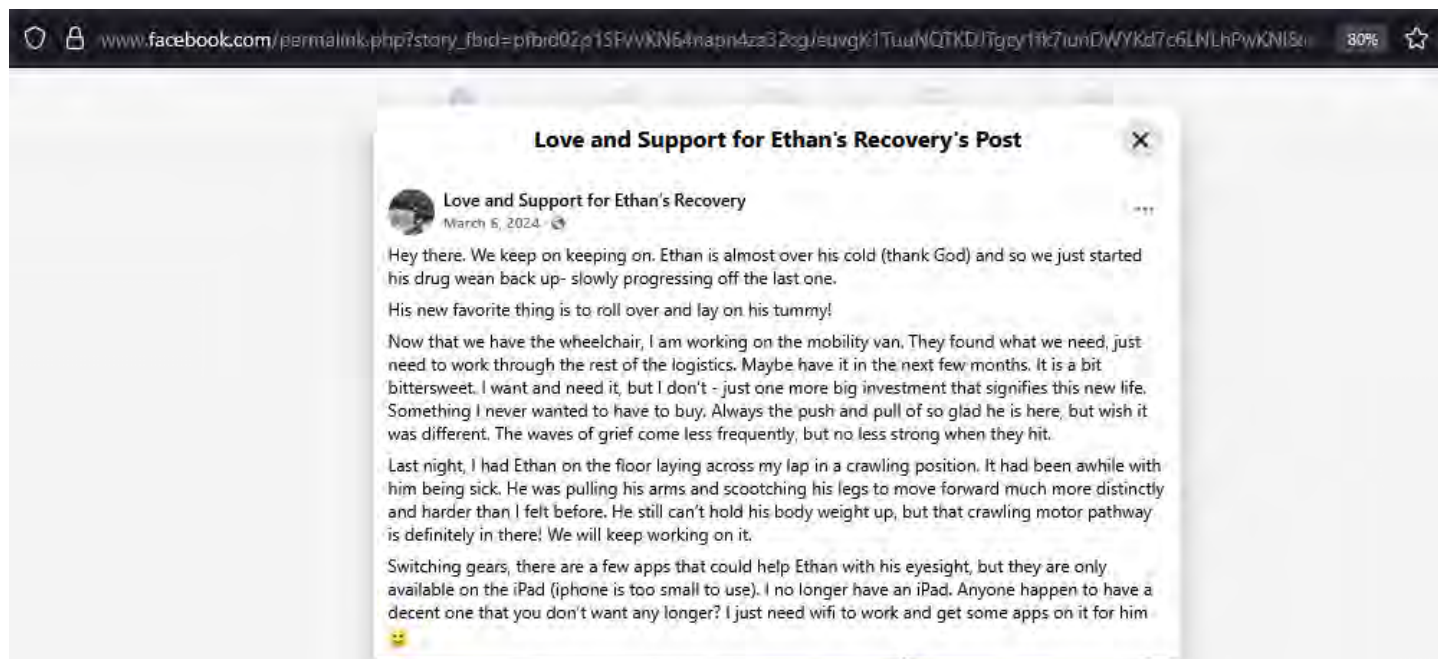 www.facebook.com/permalink.php?story_fbid=
80%
Love and Support for Ethan's Recovery's Post
Love and Support for Ethan's Recovery
March 6, 2024
Hey there. We keep on keeping on. Ethan is almost over his cold (thank God) and so we just started
his drug wean back up- slowly progressing off the last one.
His new favorite thing is to roll over and lay on his tummy!
Now that we have the wheelchair, I am working on the mobility van. They found what we need, just
need to work through the rest of the logistics. Maybe have it in the next few months. It is a bit
bittersweet. I want and need it, but I don't - just one more big investment that signifies this new life.
Something I never wanted to have to buy. Always the push and pull of so glad he is here, but wish it
was different. The waves of grief come less frequently, but no less strong when they hit.
Last night, I had Ethan on the floor laying across my lap in a crawling position. It had been awhile with
him being sick. He was pulling his arms and scootching his legs to move forward much more distinctly
and harder than I felt before. He still can't hold his body weight up, but that crawling motor pathway
is definitely in there! We will keep working on it.
Switching gears, there are a few apps that could help Ethan with his eyesight, but they are only
available on the iPad (iphone is too small to use). I no longer have an iPad. Anyone happen to have a
decent one that you don't want any longer? I just need wifi to work and get some apps on it for him